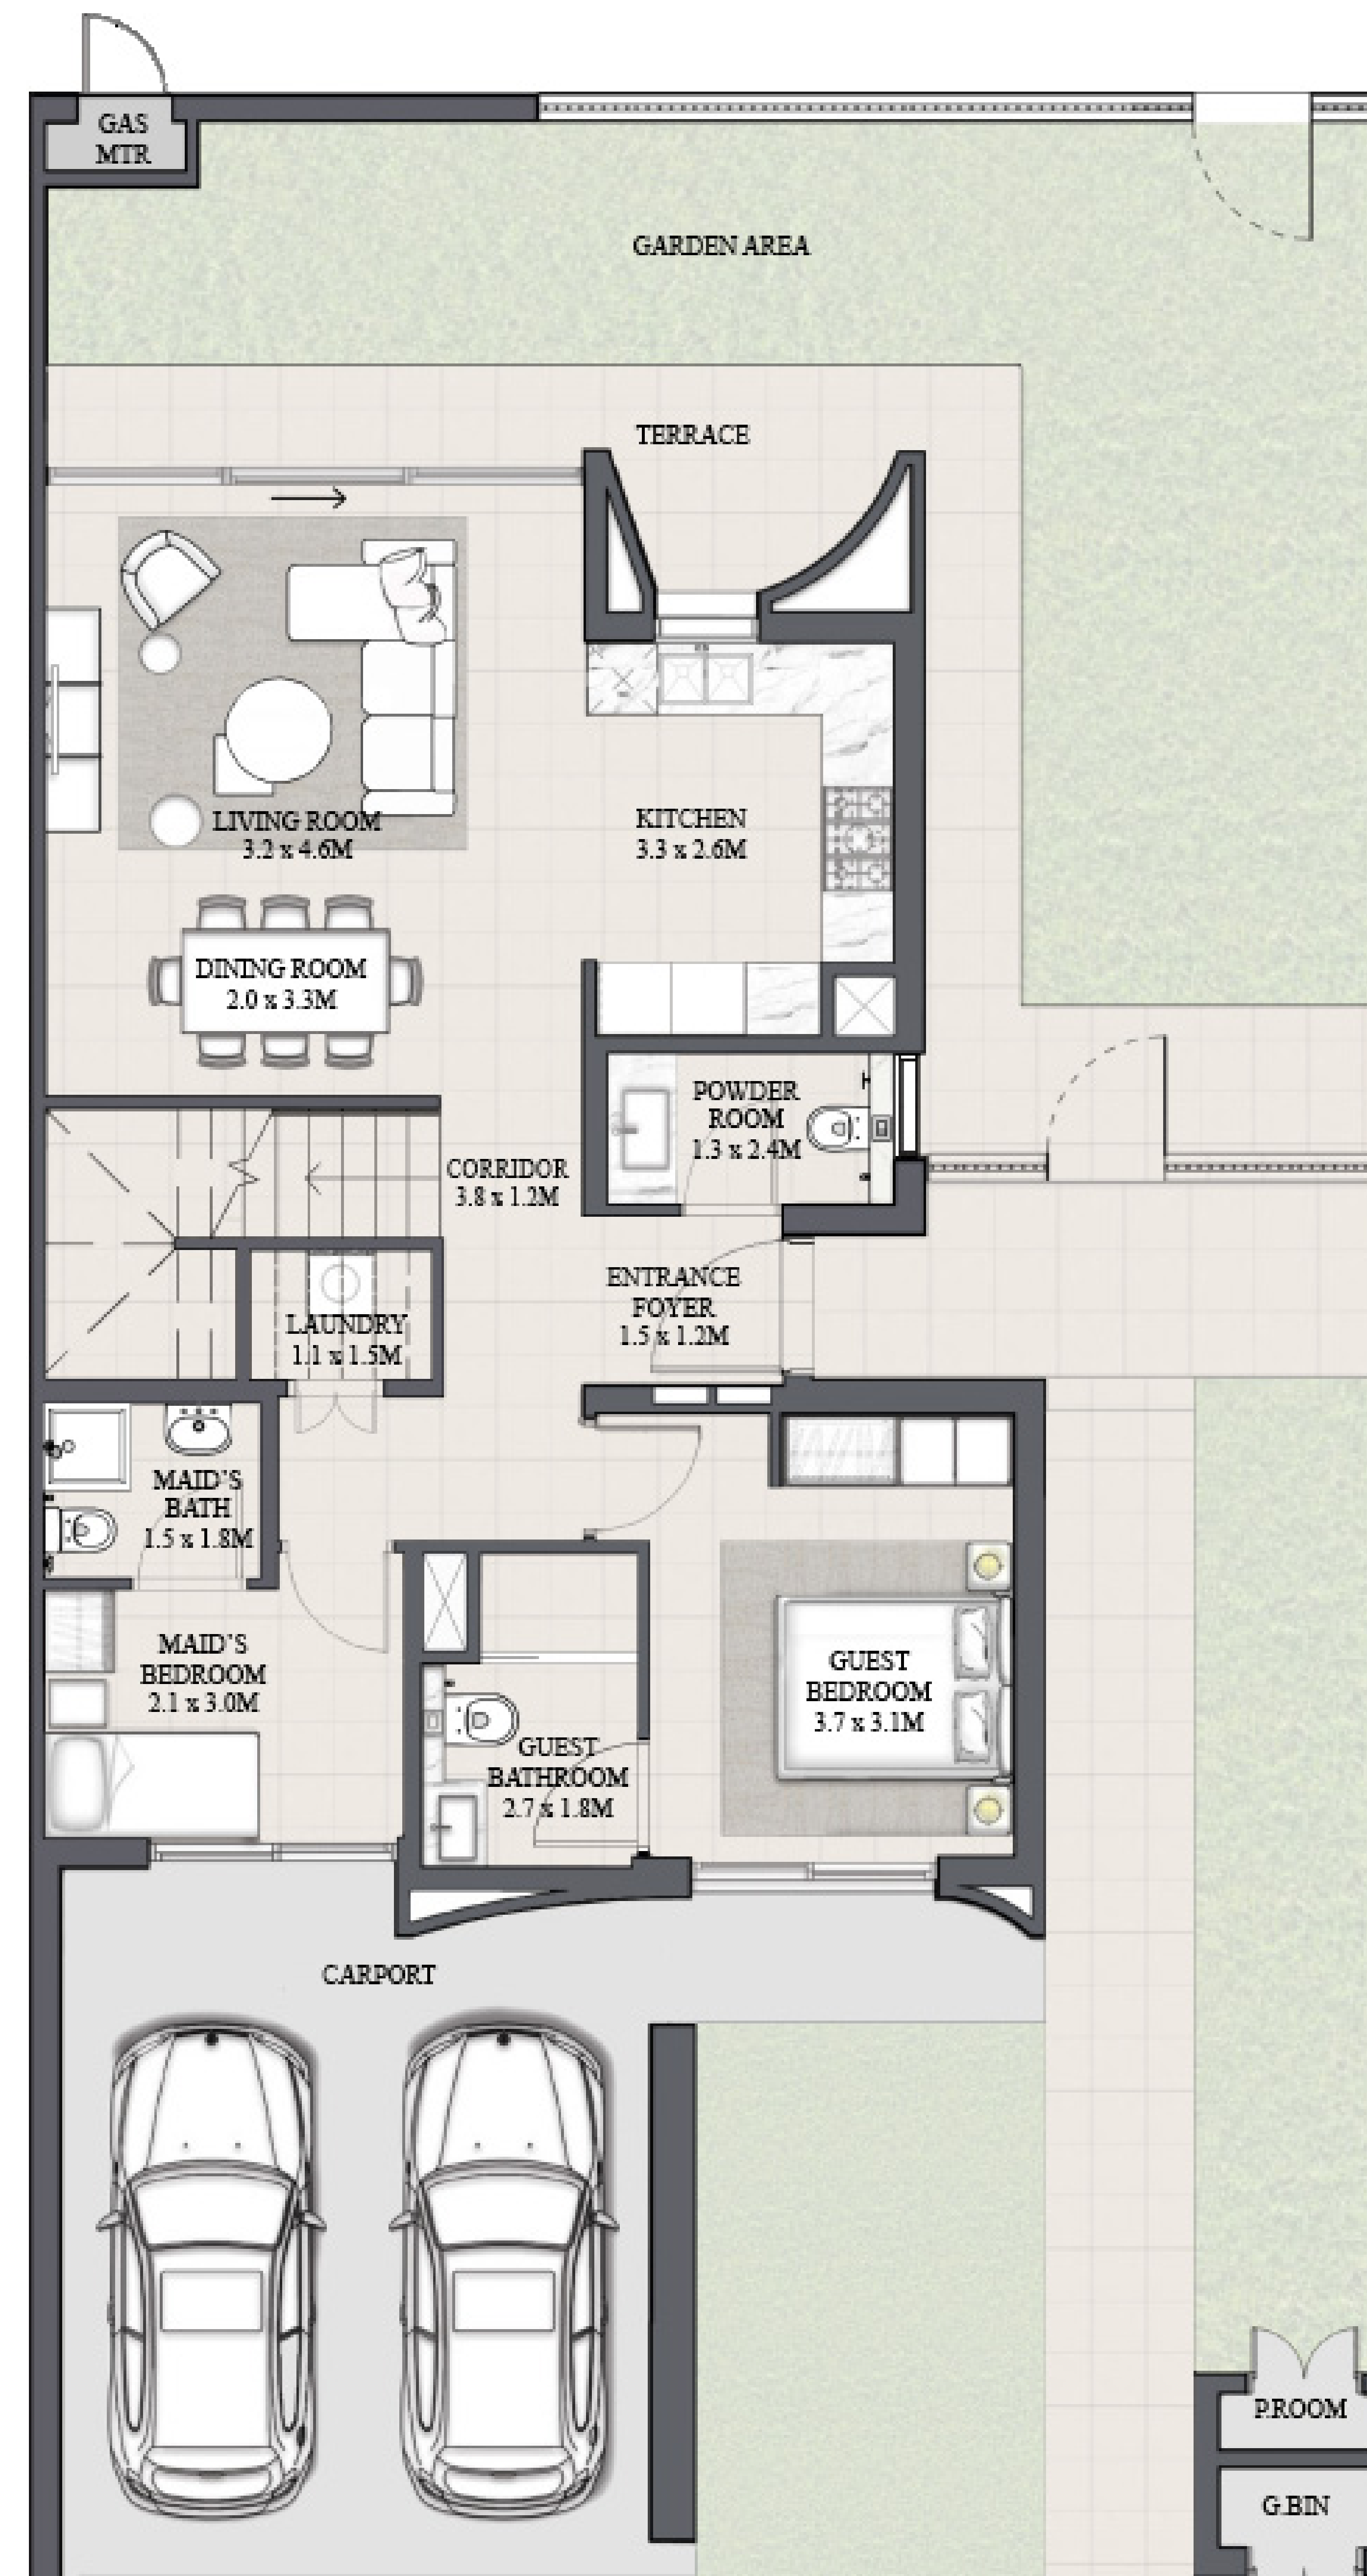 GAS
MTR
GARDEN AREA
TERRACE
LIVING ROOM
3.2 x 4.6M
KITCHEN
3.3 x 2.6M
DINING ROOM
2.0 x 3.3M
POWDER
ROOM
1.3 x 2.4M
CORRIDOR
3.8 x 1.2M
ENTRANCE
FOYER
1.5 x 1.2M
LAUNDRY
1.1 x 1.5M
MAID'S
BATH
1.5 x 1.8M
MAID'S
BEDROOM
2.1 x 3.0M
GUEST
BEDROOM
3.7 x 3.1M
GUEST
BATHROOM
2.7 x 1.8M
CARPORT
P.ROOM
G.BIN